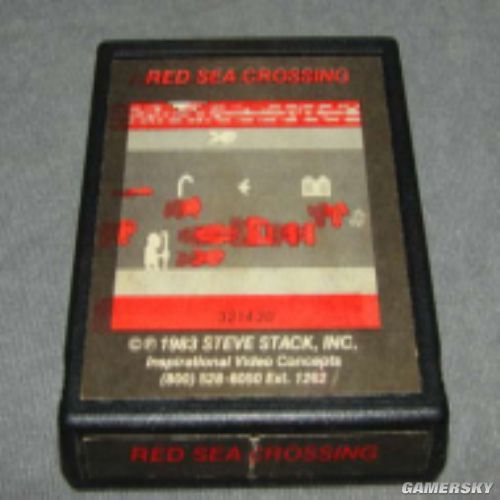 RED SEA CROSSING
321420
©℗ 1983 STEVE STACK, INC.
Inspirational Video Concepts
(800) 528-6050 Ext. 1262
RED SEA CROSSING
GAMERSKY